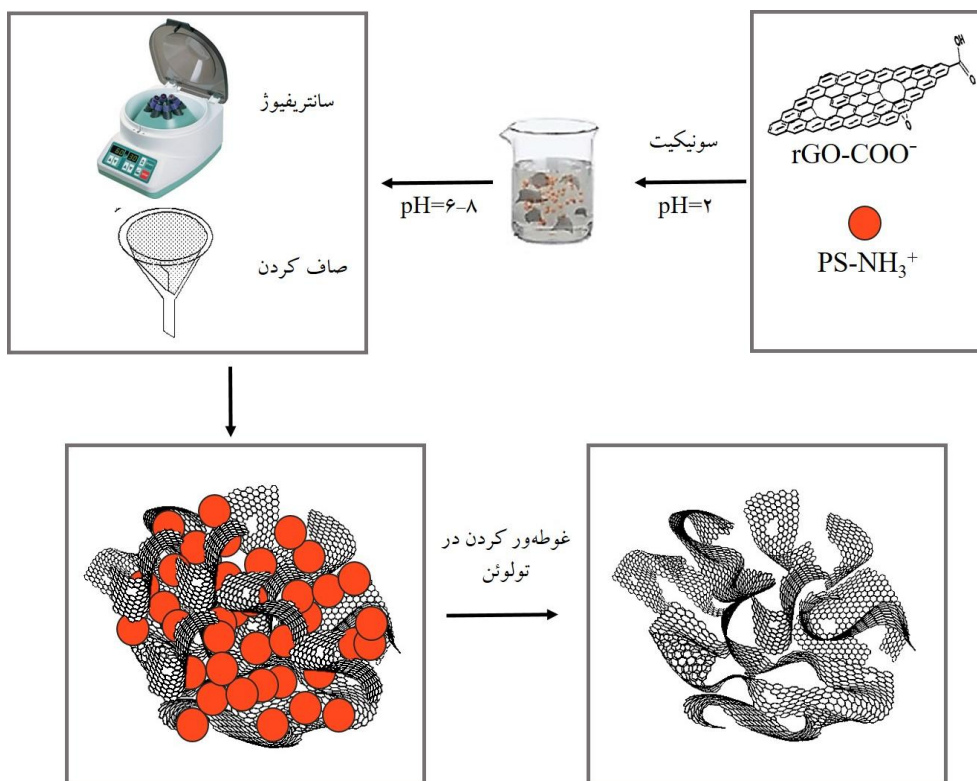 سونیکیت
pH=۲
rGO-COO⁻
PS-NH₃⁺
سانتریفیوژ
pH=۶–۸
صاف کردن
غوطه‌ور کردن در
تولوئن